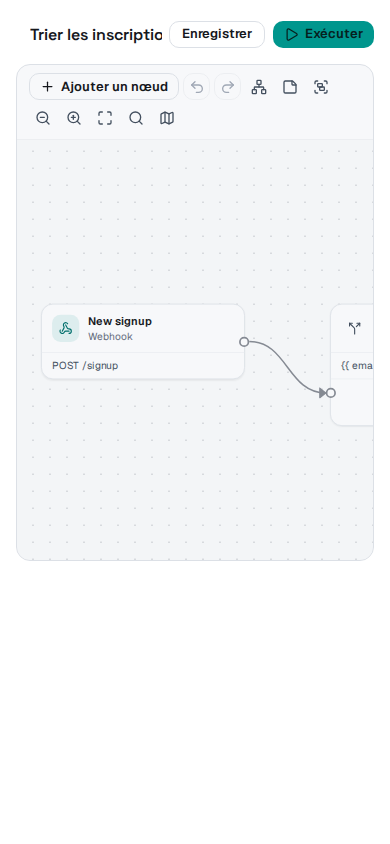 Trier les inscriptio
Enregistrer
Exécuter
Ajouter un nœud
New signup
Webhook
POST /signup
{{ ema